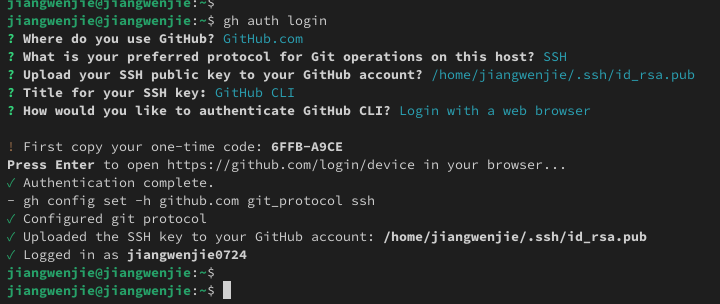 jiangwenjie@jiangwenjie:~$
jiangwenjie@jiangwenjie:~$ gh auth login
? Where do you use GitHub? GitHub.com
? What is your preferred protocol for Git operations on this host? SSH
? Upload your SSH public key to your GitHub account? /home/jiangwenjie/.ssh/id_rsa.pub
? Title for your SSH key: GitHub CLI
? How would you like to authenticate GitHub CLI? Login with a web browser
! First copy your one-time code: 6FFB-A9CE
Press Enter to open https://github.com/login/device in your browser...
✓ Authentication complete.
- gh config set -h github.com git_protocol ssh
✓ Configured git protocol
✓ Uploaded the SSH key to your GitHub account: /home/jiangwenjie/.ssh/id_rsa.pub
✓ Logged in as jiangwenjie0724
jiangwenjie@jiangwenjie:~$
jiangwenjie@jiangwenjie:~$